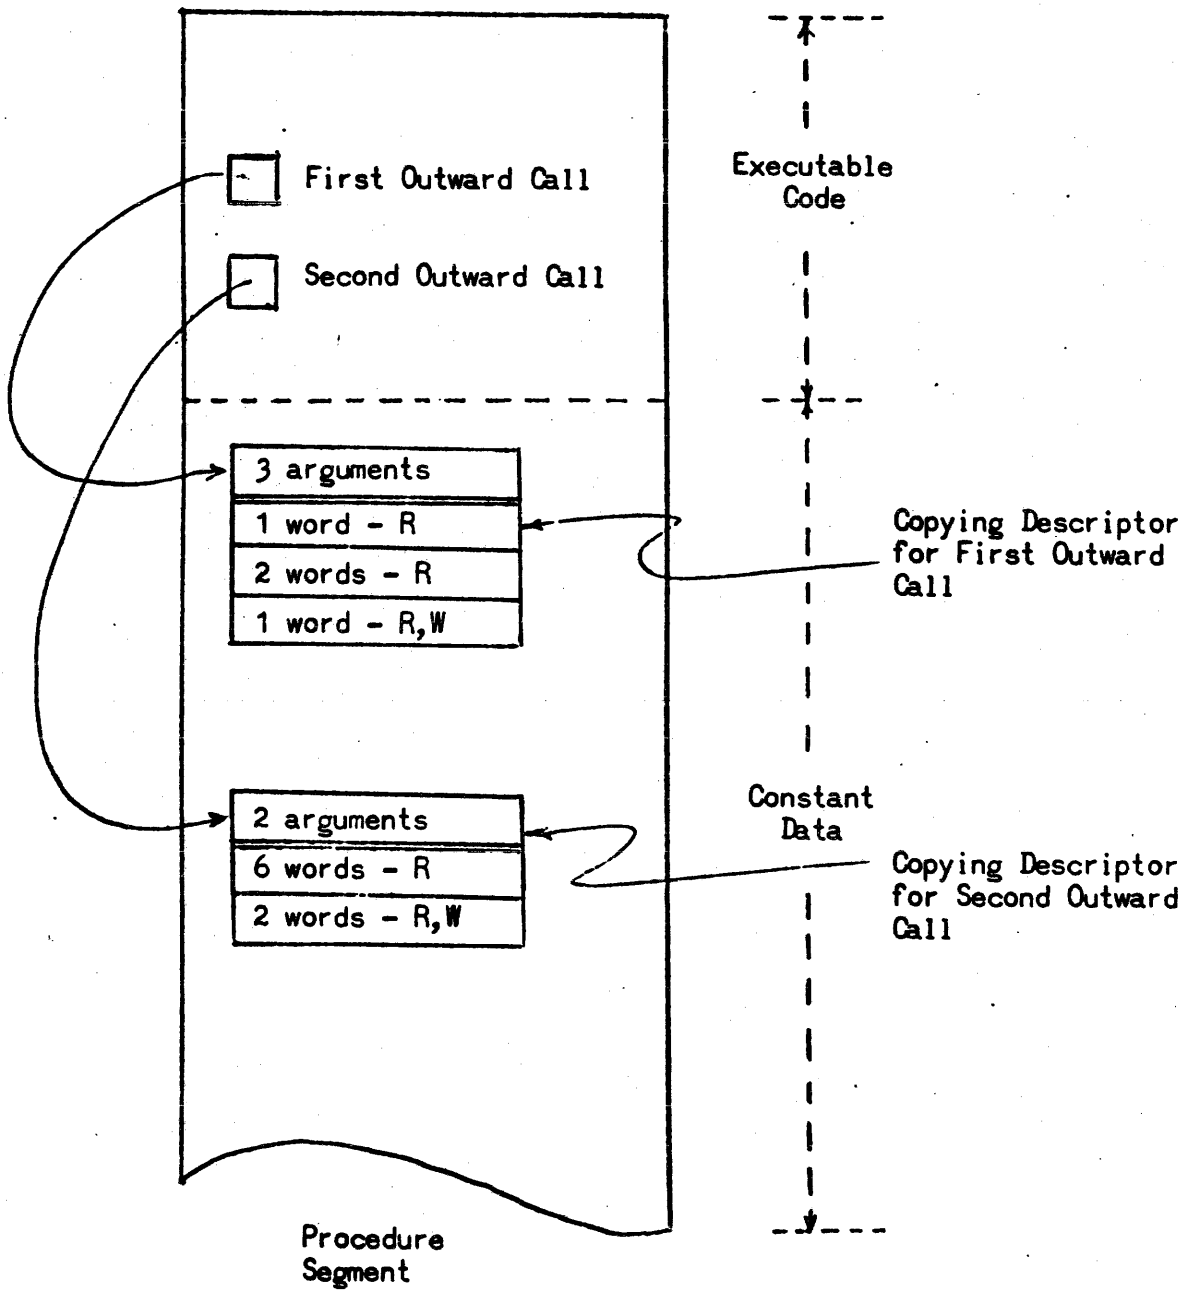 First Outward Call
Second Outward Call
Executable
Code
3 arguments
1 word - R
2 words - R
1 word - R,W
Copying Descriptor
for First Outward
Call
2 arguments
6 words - R
2 words - R,W
Constant
Data
Copying Descriptor
for Second Outward
Call
Procedure
Segment